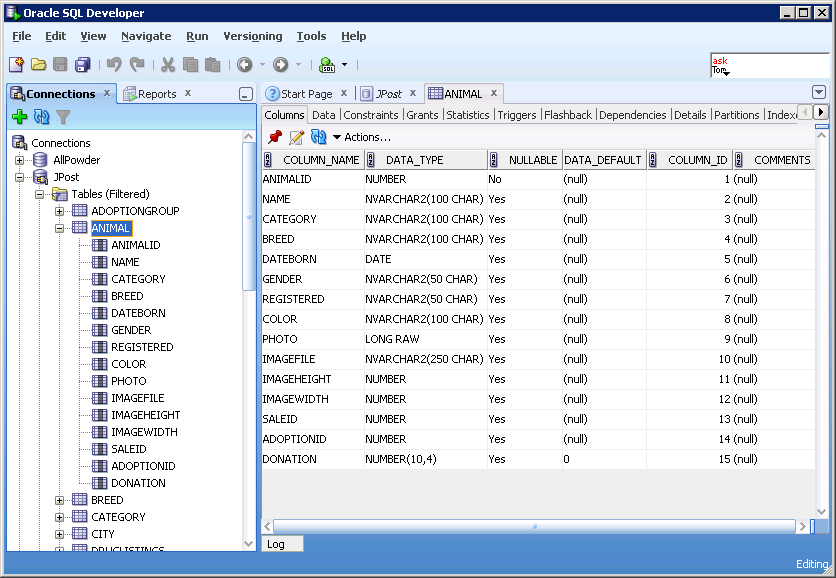 Oracle SQL Developer
File Edit View Navigate Run Versioning Tools Help
ask
Tom
Connections x Reports x
Start Page x JPost x ANIMAL x
Columns Data Constraints Grants Statistics Triggers Flashback Dependencies Details Partitions Indexe
Actions...
Connections
AllPowder
JPost
Tables (Filtered)
ADOPTIONGROUP
ANIMAL
ANIMALID
NAME
CATEGORY
BREED
DATEBORN
GENDER
REGISTERED
COLOR
PHOTO
IMAGEFILE
IMAGEHEIGHT
IMAGEWIDTH
SALEID
ADOPTIONID
DONATION
BREED
CATEGORY
CITY
COLUMN_NAME DATA_TYPE NULLABLE DATA_DEFAULT COLUMN_ID COMMENTS
ANIMALID NUMBER No (null) 1 (null)
NAME NVARCHAR2(100 CHAR) Yes (null) 2 (null)
CATEGORY NVARCHAR2(100 CHAR) Yes (null) 3 (null)
BREED NVARCHAR2(100 CHAR) Yes (null) 4 (null)
DATEBORN DATE Yes (null) 5 (null)
GENDER NVARCHAR2(50 CHAR) Yes (null) 6 (null)
REGISTERED NVARCHAR2(50 CHAR) Yes (null) 7 (null)
COLOR NVARCHAR2(100 CHAR) Yes (null) 8 (null)
PHOTO LONG RAW Yes (null) 9 (null)
IMAGEFILE NVARCHAR2(250 CHAR) Yes (null) 10 (null)
IMAGEHEIGHT NUMBER Yes (null) 11 (null)
IMAGEWIDTH NUMBER Yes (null) 12 (null)
SALEID NUMBER Yes (null) 13 (null)
ADOPTIONID NUMBER Yes (null) 14 (null)
DONATION NUMBER(10,4) Yes 0 15 (null)
Log
Editing